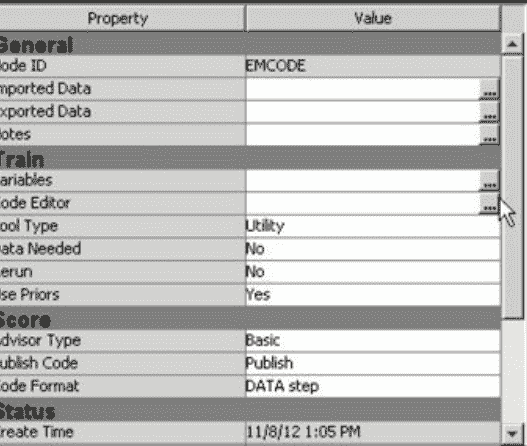 Property Value
General
ode ID EMCODE
mported Data ...
xported Data ...
otes ...
Train
ariables ...
ode Editor ...
ool Type Utility
ata Needed No
erun No
se Priors Yes
Score
dvisor Type Basic
ublish Code Publish
ode Format DATA step
Status
reate Time 11/8/12 1:05 PM